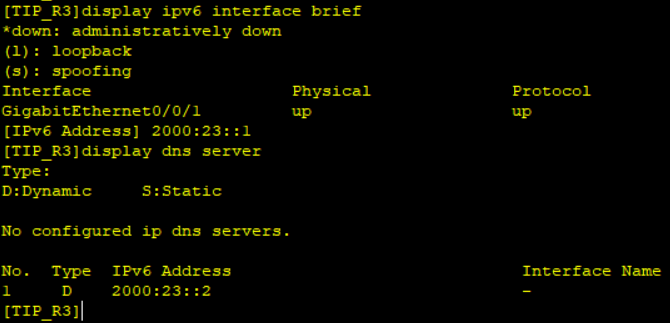 [TIP_R3]display ipv6 interface brief
*down: administratively down
(l): loopback
(s): spoofing
Interface Physical Protocol
GigabitEthernet0/0/1 up up
[IPv6 Address] 2000:23::1
[TIP_R3]display dns server
Type:
D:Dynamic S:Static
No configured ip dns servers.
No. Type IPv6 Address Interface Name
1 D 2000:23::2 -
[TIP_R3]